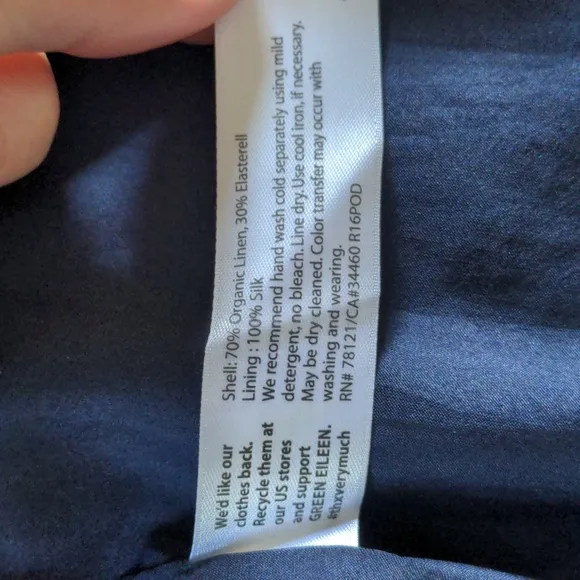 Shell: 70% Organic Linen, 30% Elasterell
Lining : 100% Silk
We recommend hand wash cold separately using mild
detergent, no bleach. Line dry. Use cool iron, if necessary.
May be dry cleaned. Color transfer may occur with
washing and wearing.
RN# 78121/CA#34460 R16POD
We'd like our
clothes back.
Recycle them at
our US stores
and support
GREEN EILEEN.
#thxverymuch